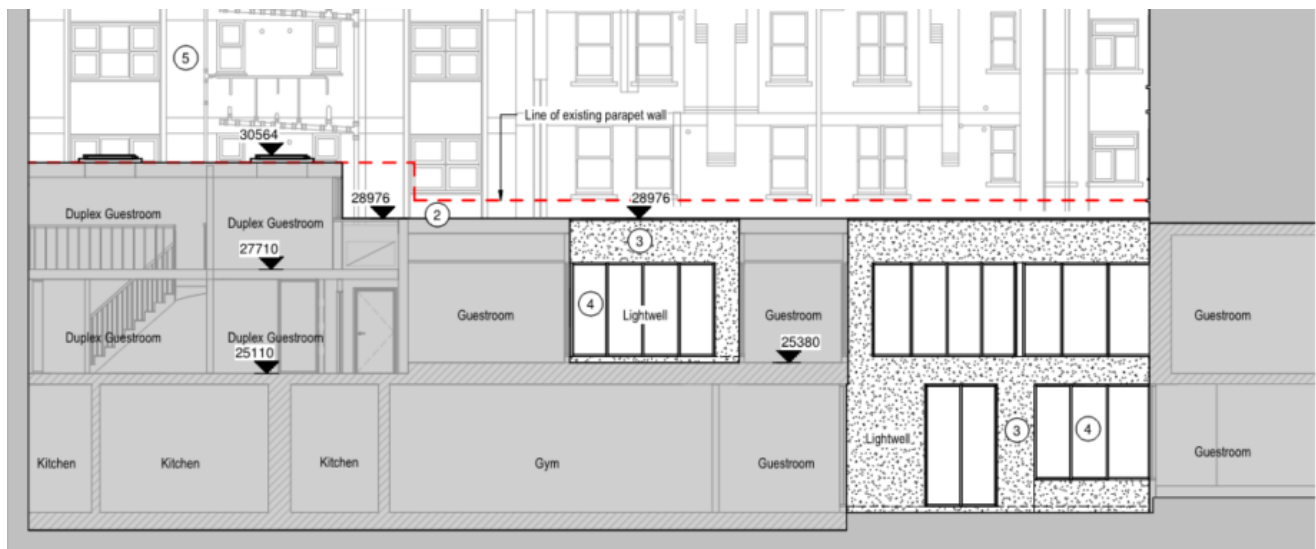 5
Line of existing parapet wall
30564
28976
28976
2
Duplex Guestroom
Duplex Guestroom
3
27710
4
Lightwell
Guestroom
Guestroom
Guestroom
Duplex Guestroom
Duplex Guestroom
25110
25380
3
4
Lightwell
Kitchen
Kitchen
Kitchen
Gym
Guestroom
Guestroom